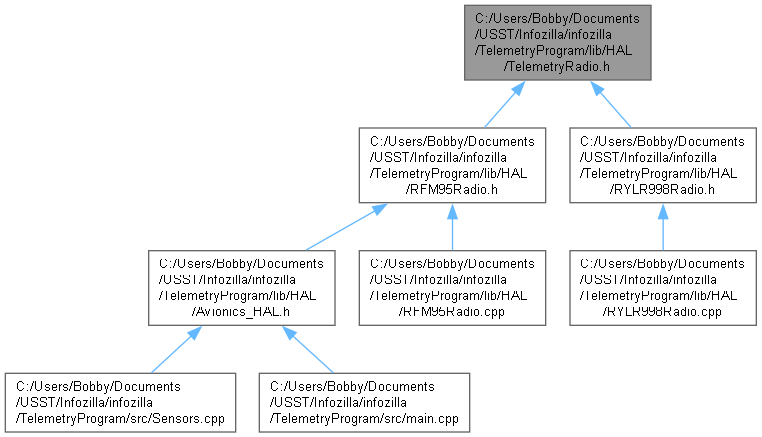 C:/Users/Bobby/Documents
/USST/Infozilla/infozilla
/TelemetryProgram/lib/HAL
/TelemetryRadio.h
C:/Users/Bobby/Documents
/USST/Infozilla/infozilla
/TelemetryProgram/lib/HAL
/RFM95Radio.h
C:/Users/Bobby/Documents
/USST/Infozilla/infozilla
/TelemetryProgram/lib/HAL
/RYLR998Radio.h
C:/Users/Bobby/Documents
/USST/Infozilla/infozilla
/TelemetryProgram/lib/HAL
/Avionics_HAL.h
C:/Users/Bobby/Documents
/USST/Infozilla/infozilla
/TelemetryProgram/lib/HAL
/RFM95Radio.cpp
C:/Users/Bobby/Documents
/USST/Infozilla/infozilla
/TelemetryProgram/lib/HAL
/RYLR998Radio.cpp
C:/Users/Bobby/Documents
/USST/Infozilla/infozilla
/TelemetryProgram/src/Sensors.cpp
C:/Users/Bobby/Documents
/USST/Infozilla/infozilla
/TelemetryProgram/src/main.cpp